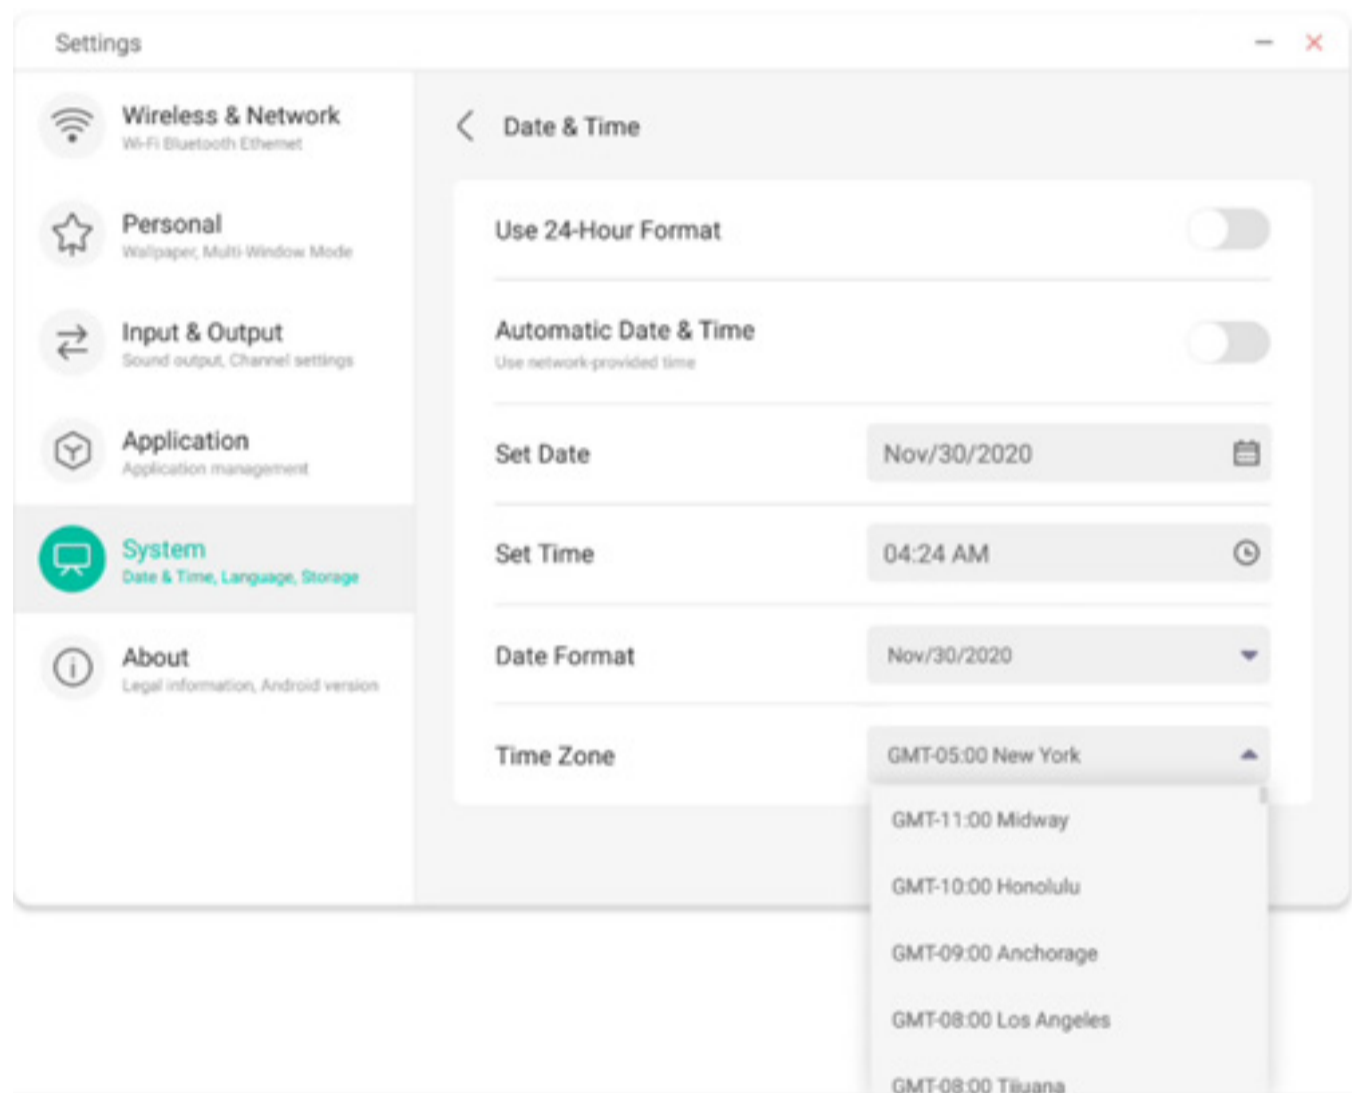 Settings
Wireless & Network
Wi-Fi Bluetooth Ethernet
Personal
Wallpaper, Multi-Window Mode
Input & Output
Sound output, Channel settings
Application
Application management
System
Date & Time, Language, Storage
About
Legal information, Android version
Date & Time
Use 24-Hour Format
Automatic Date & Time
Use network-provided time
Set Date
Nov/30/2020
Set Time
04:24 AM
Date Format
Nov/30/2020
Time Zone
GMT-05:00 New York
GMT-11:00 Midway
GMT-10:00 Honolulu
GMT-09:00 Anchorage
GMT-08:00 Los Angeles
GMT-08:00 Tijuana